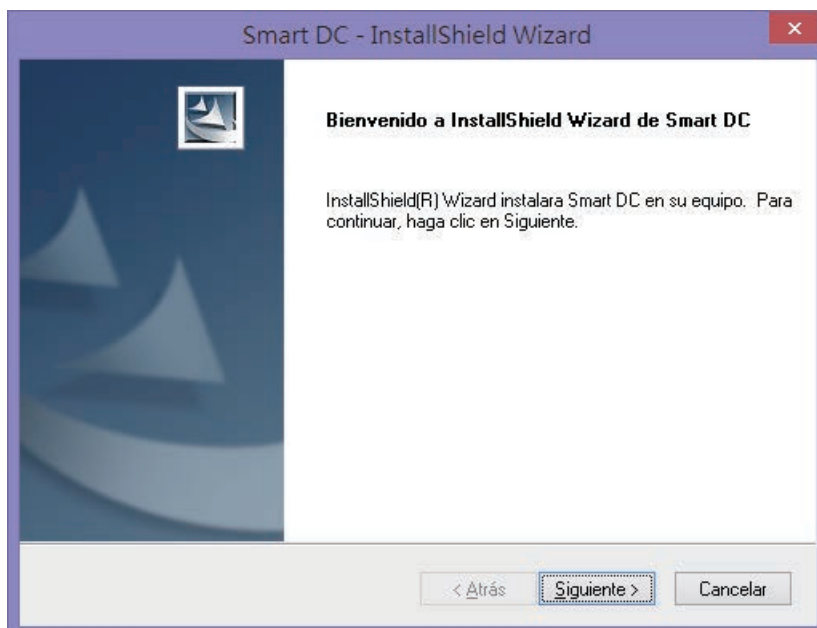 Smart DC - InstallShield Wizard
Bienvenido a InstallShield Wizard de Smart DC
InstallShield(R) Wizard instalara Smart DC en su equipo. Para
continuar, haga clic en Siguiente.
< Atrás Siguiente > Cancelar